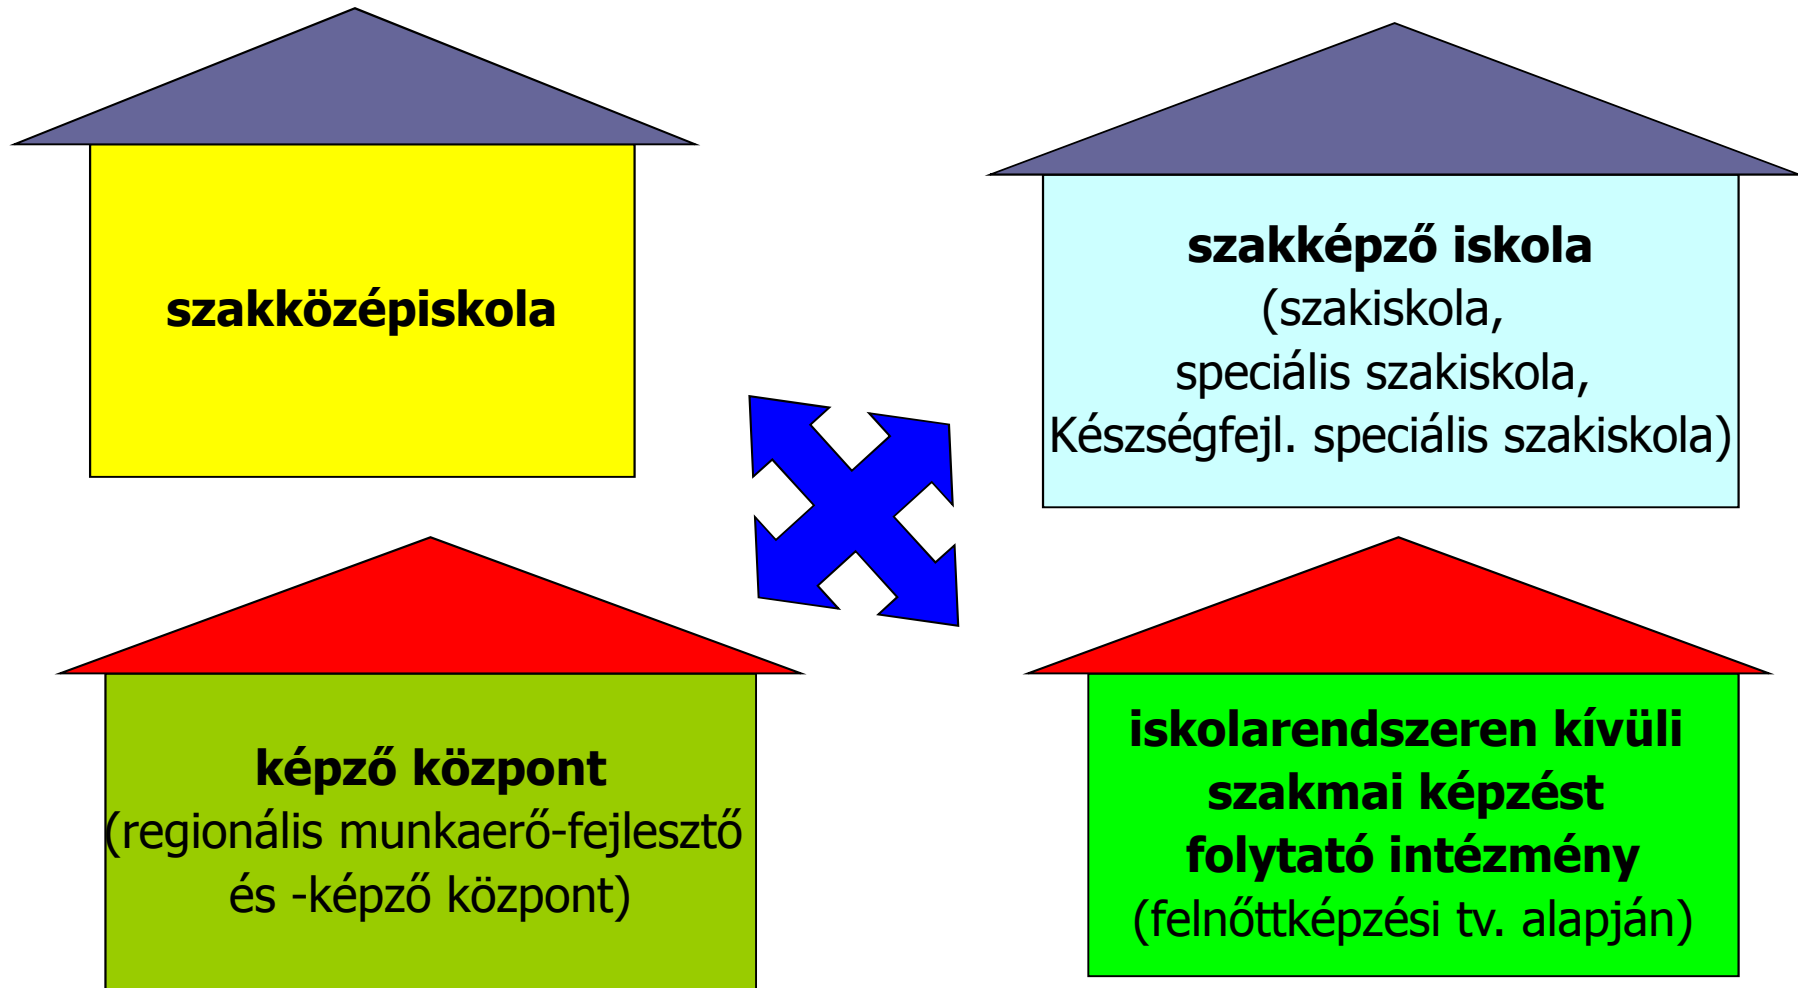 szakközépiskola
szakképző iskola
(szakiskola,
speciális szakiskola,
Készségfejl. speciális szakiskola)
képző központ
(regionális munkaerő-fejlesztő
és -képző központ)
iskolarendszeren kívüli
szakmai képzést
folytató intézmény
(felnőttképzési tv. alapján)